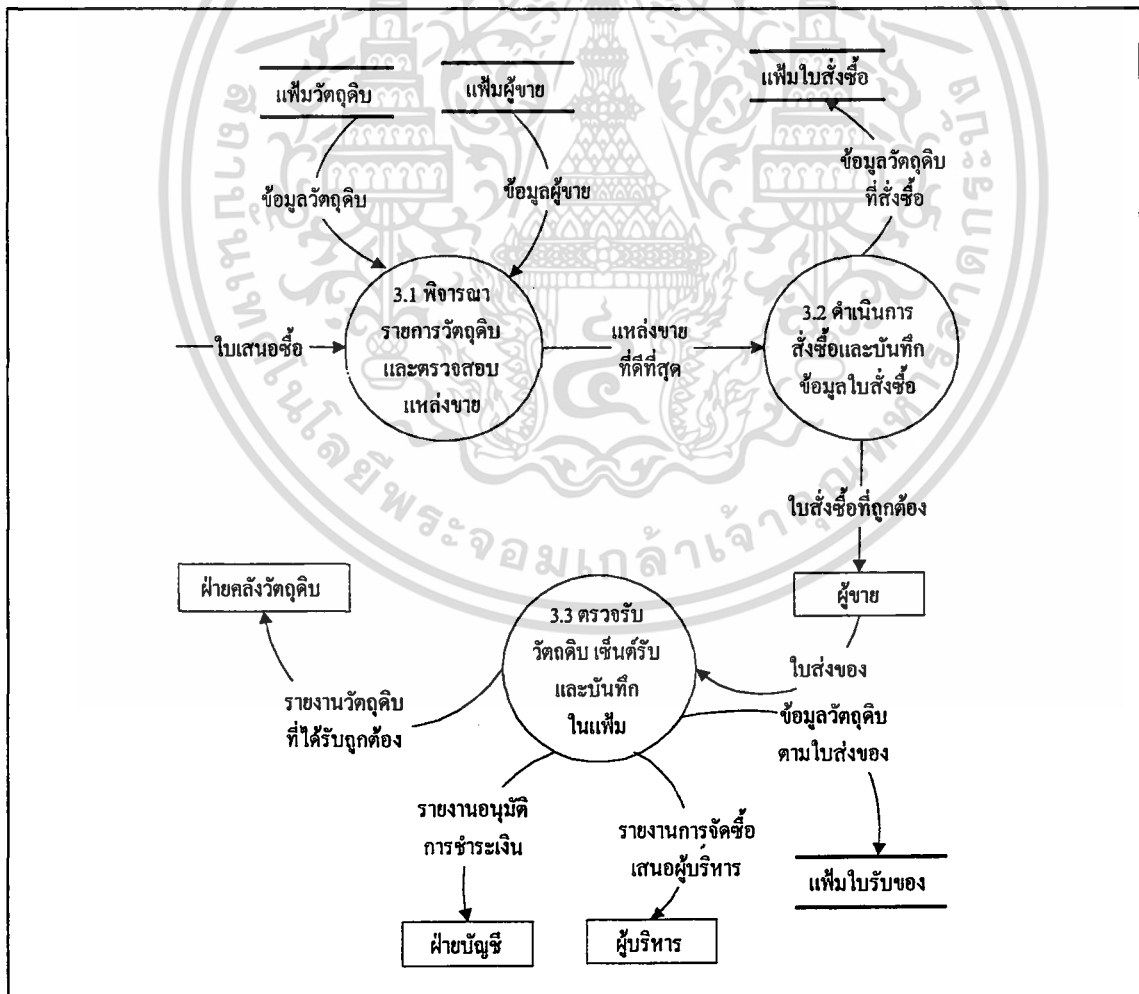 แฟ้มวัตถุดิบ
แฟ้มผู้ขาย
แฟ้มใบสั่งซื้อ
ข้อมูลวัตถุดิบ
ข้อมูลผู้ขาย
ข้อมูลวัตถุดิบ
ที่สั่งซื้อ
ใบเสนอซื้อ
3.1 พิจารณา
รายการวัตถุดิบ
และตรวจสอบ
แหล่งขาย
แหล่งขาย
ที่ดีที่สุด
3.2 ดำเนินการ
สั่งซื้อและบันทึก
ข้อมูลใบสั่งซื้อ
ใบสั่งซื้อที่ถูกต้อง
ฝ่ายคลังวัตถุดิบ
ผู้ขาย
3.3 ตรวจรับ
วัตถุดิบ เซ็นต์รับ
และบันทึก
ในแฟ้ม
ใบส่งของ
ข้อมูลวัตถุดิบ
ตามใบส่งของ
รายงานวัตถุดิบ
ที่ได้รับถูกต้อง
รายงานอนุมัติ
การชำระเงิน
รายงานการจัดซื้อ
เสนอผู้บริหาร
แฟ้มใบรับของ
ฝ่ายบัญชี
ผู้บริหาร